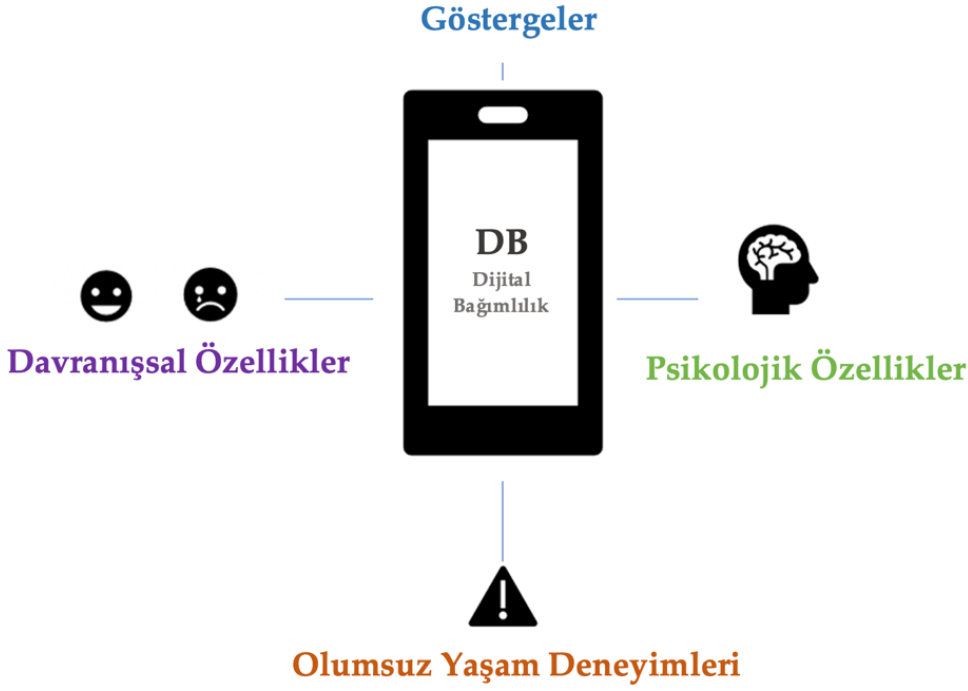 Göstergeler
DB
Dijital
Bağımlılık
Davranışsal Özellikler
Psikolojik Özellikler
Olumsuz Yaşam Deneyimleri